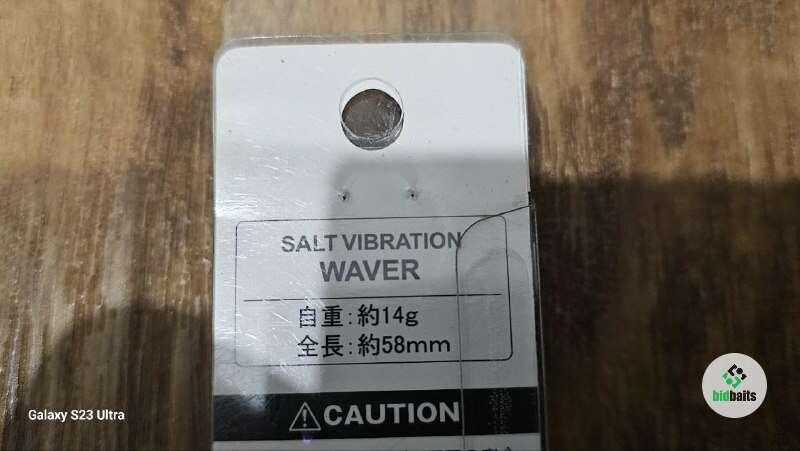 SALT VIBRATION
WAVER
自重:約14g
全長:約58mm
CAUTION
Galaxy S23 Ultra
bidbaits